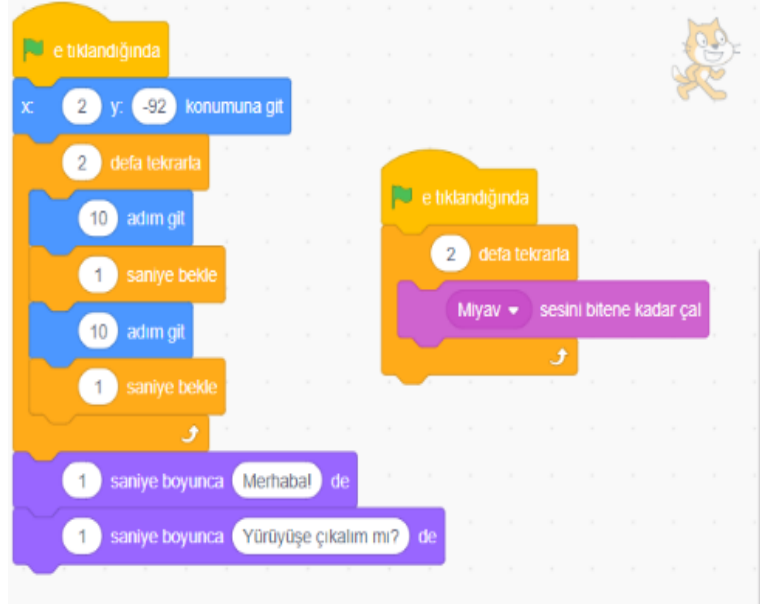 e tıklandığında
x: 2 y: -92 konumuna git
2 defa tekrarla
10 adım git
1 saniye bekle
10 adım git
1 saniye bekle
1 saniye boyunca Merhaba! de
1 saniye boyunca Yürüyüşe çıkalım mı? de
e tıklandığında
2 defa tekrarla
Miyav sesini bitene kadar çal